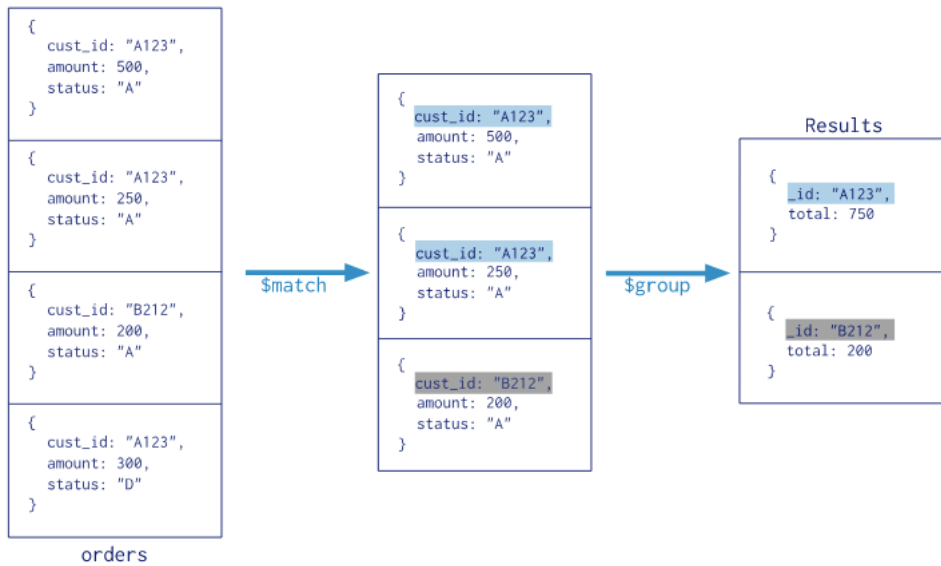 {
cust_id: "A123",
amount: 500,
status: "A"
}
{
cust_id: "A123",
amount: 250,
status: "A"
}
{
cust_id: "B212",
amount: 200,
status: "A"
}
{
cust_id: "A123",
amount: 300,
status: "D"
}
orders
$match
{
cust_id: "A123",
amount: 500,
status: "A"
}
{
cust_id: "A123",
amount: 250,
status: "A"
}
{
cust_id: "B212",
amount: 200,
status: "A"
}
$group
Results
{
_id: "A123",
total: 750
}
{
_id: "B212",
total: 200
}